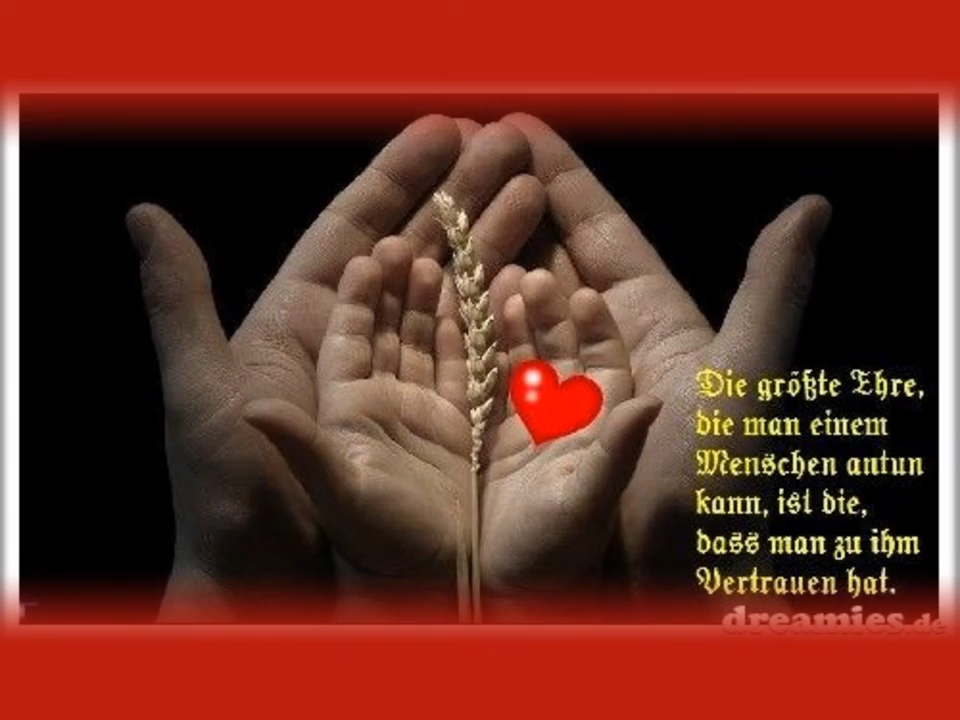 Die größte Ehre,
die man einem
Menschen antun
kann, ist die,
dass man zu ihm
Vertrauen hat.
dreamies.de